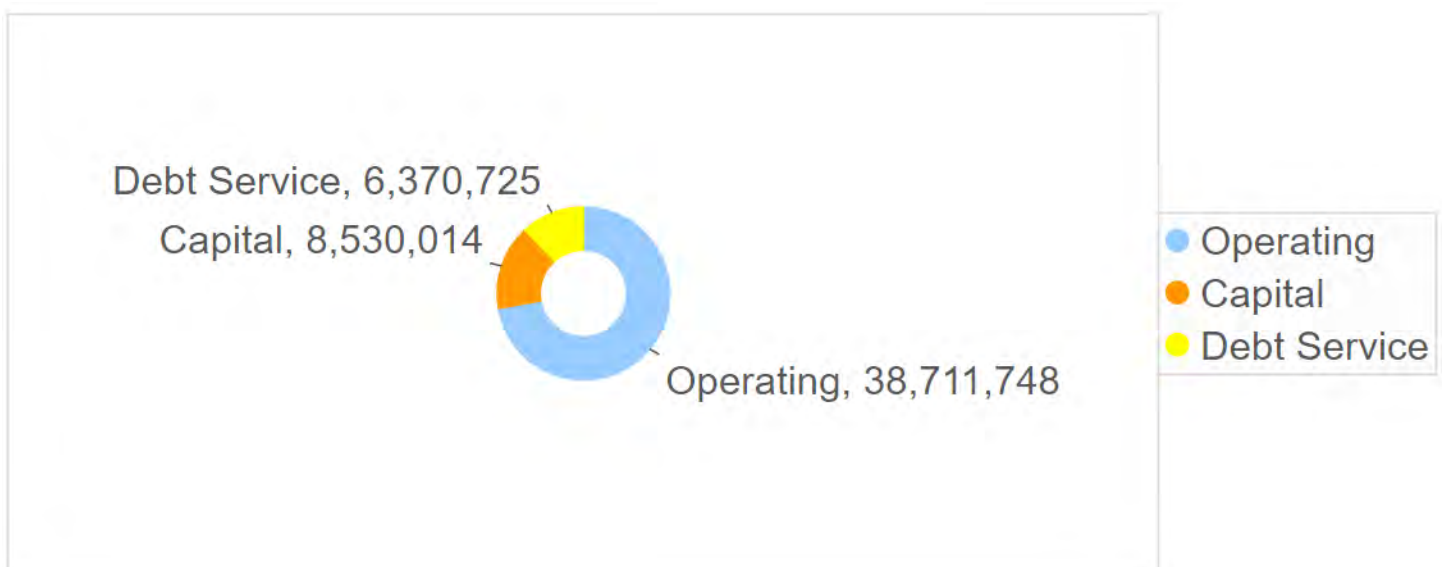 Debt Service, 6,370,725
Capital, 8,530,014
Operating, 38,711,748
Operating
Capital
Debt Service